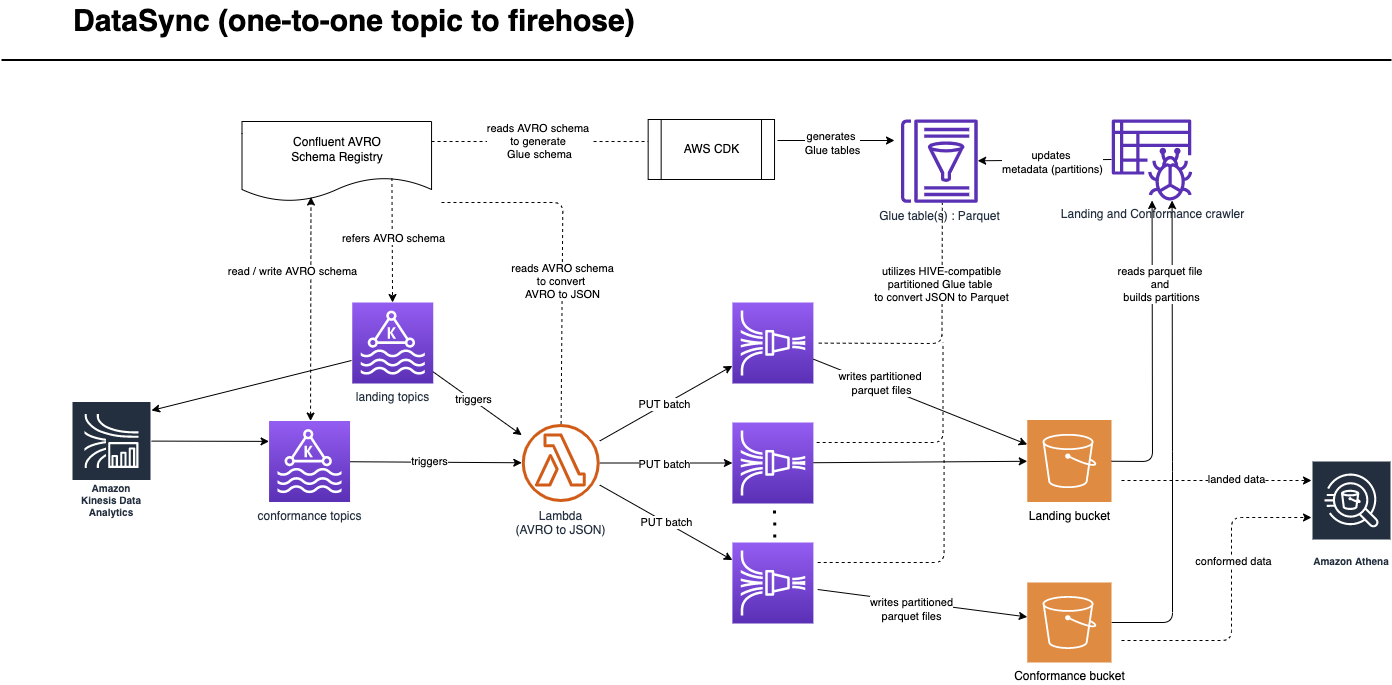 DataSync (one-to-one topic to firehose)
Confluent AVRO
Schema Registry
reads AVRO schema
to generate
Glue schema
AWS CDK
generates
Glue tables
updates
metadata (partitions)
Glue table(s) : Parquet
Landing and Conformance crawler
refers AVRO schema
read / write AVRO schema
reads AVRO schema
to convert
AVRO to JSON
utilizes HIVE-compatible
partitioned Glue table
to convert JSON to Parquet
reads parquet file
and
builds partitions
K
landing topics
triggers
writes partitioned
parquet files
PUT batch
K
triggers
PUT batch
Amazon
Kinesis Data
Analytics
conformance topics
Lambda
(AVRO to JSON)
PUT batch
Landing bucket
landed data
conformed data
Amazon Athena
writes partitioned
parquet files
Conformance bucket